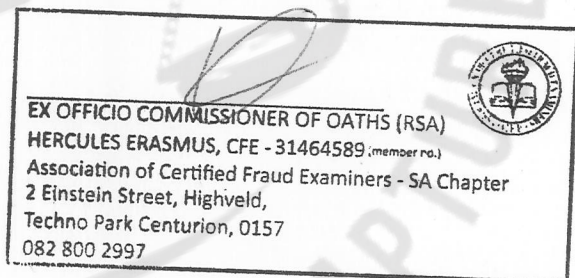 EX OFFICIO COMMISSIONER OF OATHS (RSA)
HERCULES ERASMUS, CFE - 31464589 (member no.)
Association of Certified Fraud Examiners - SA Chapter
2 Einstein Street, Highveld,
Techno Park Centurion, 0157
082 800 2997